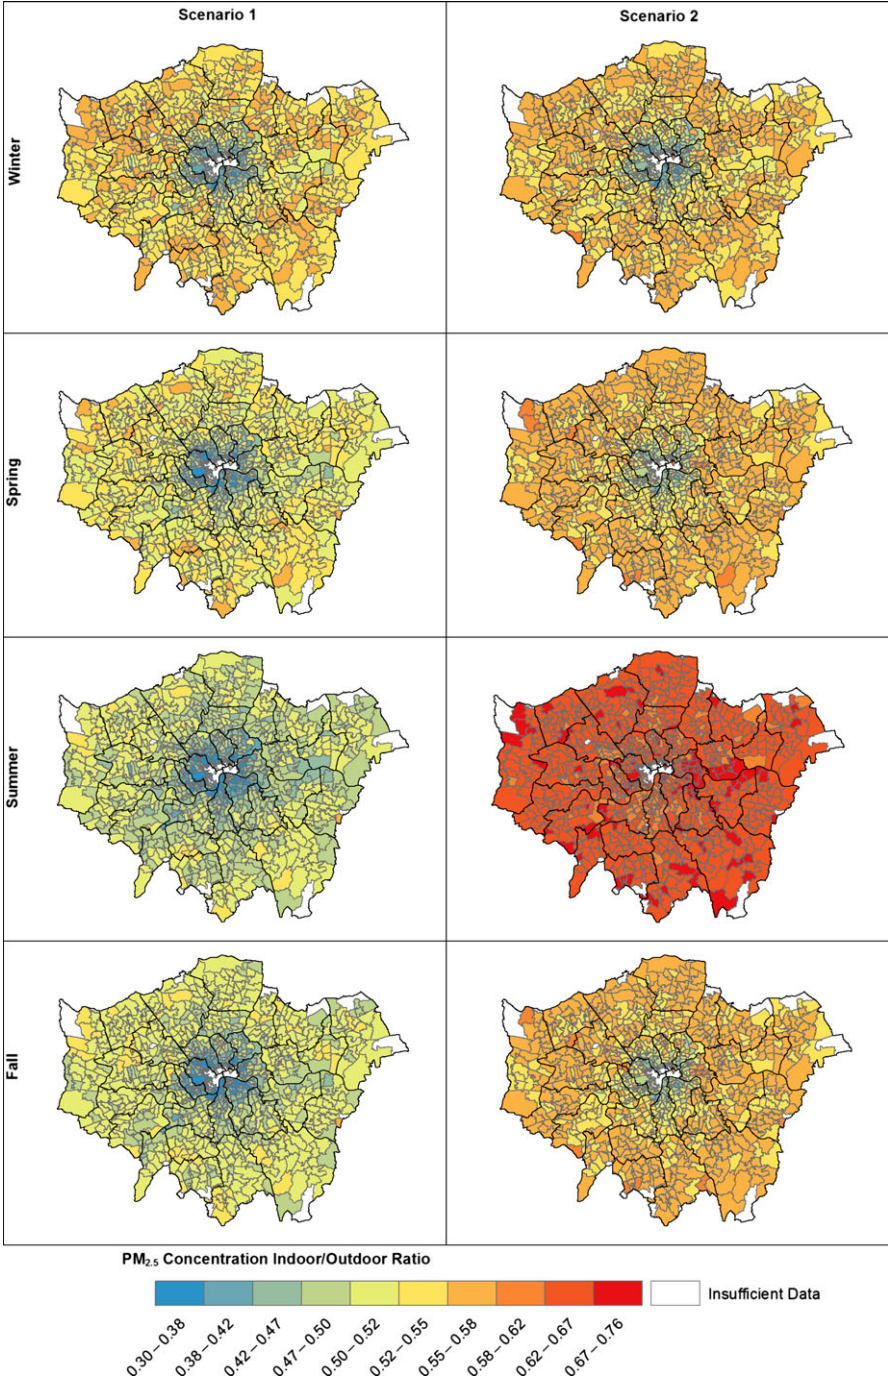 Scenario 1
Scenario 2
Winter
Spring
Summer
Fall
PM2.5 Concentration Indoor/Outdoor Ratio
Insufficient Data
0.30 – 0.38
0.38 – 0.42
0.42 – 0.47
0.47 – 0.50
0.50 – 0.52
0.52 – 0.55
0.55 – 0.58
0.58 – 0.62
0.62 – 0.67
0.67 – 0.76